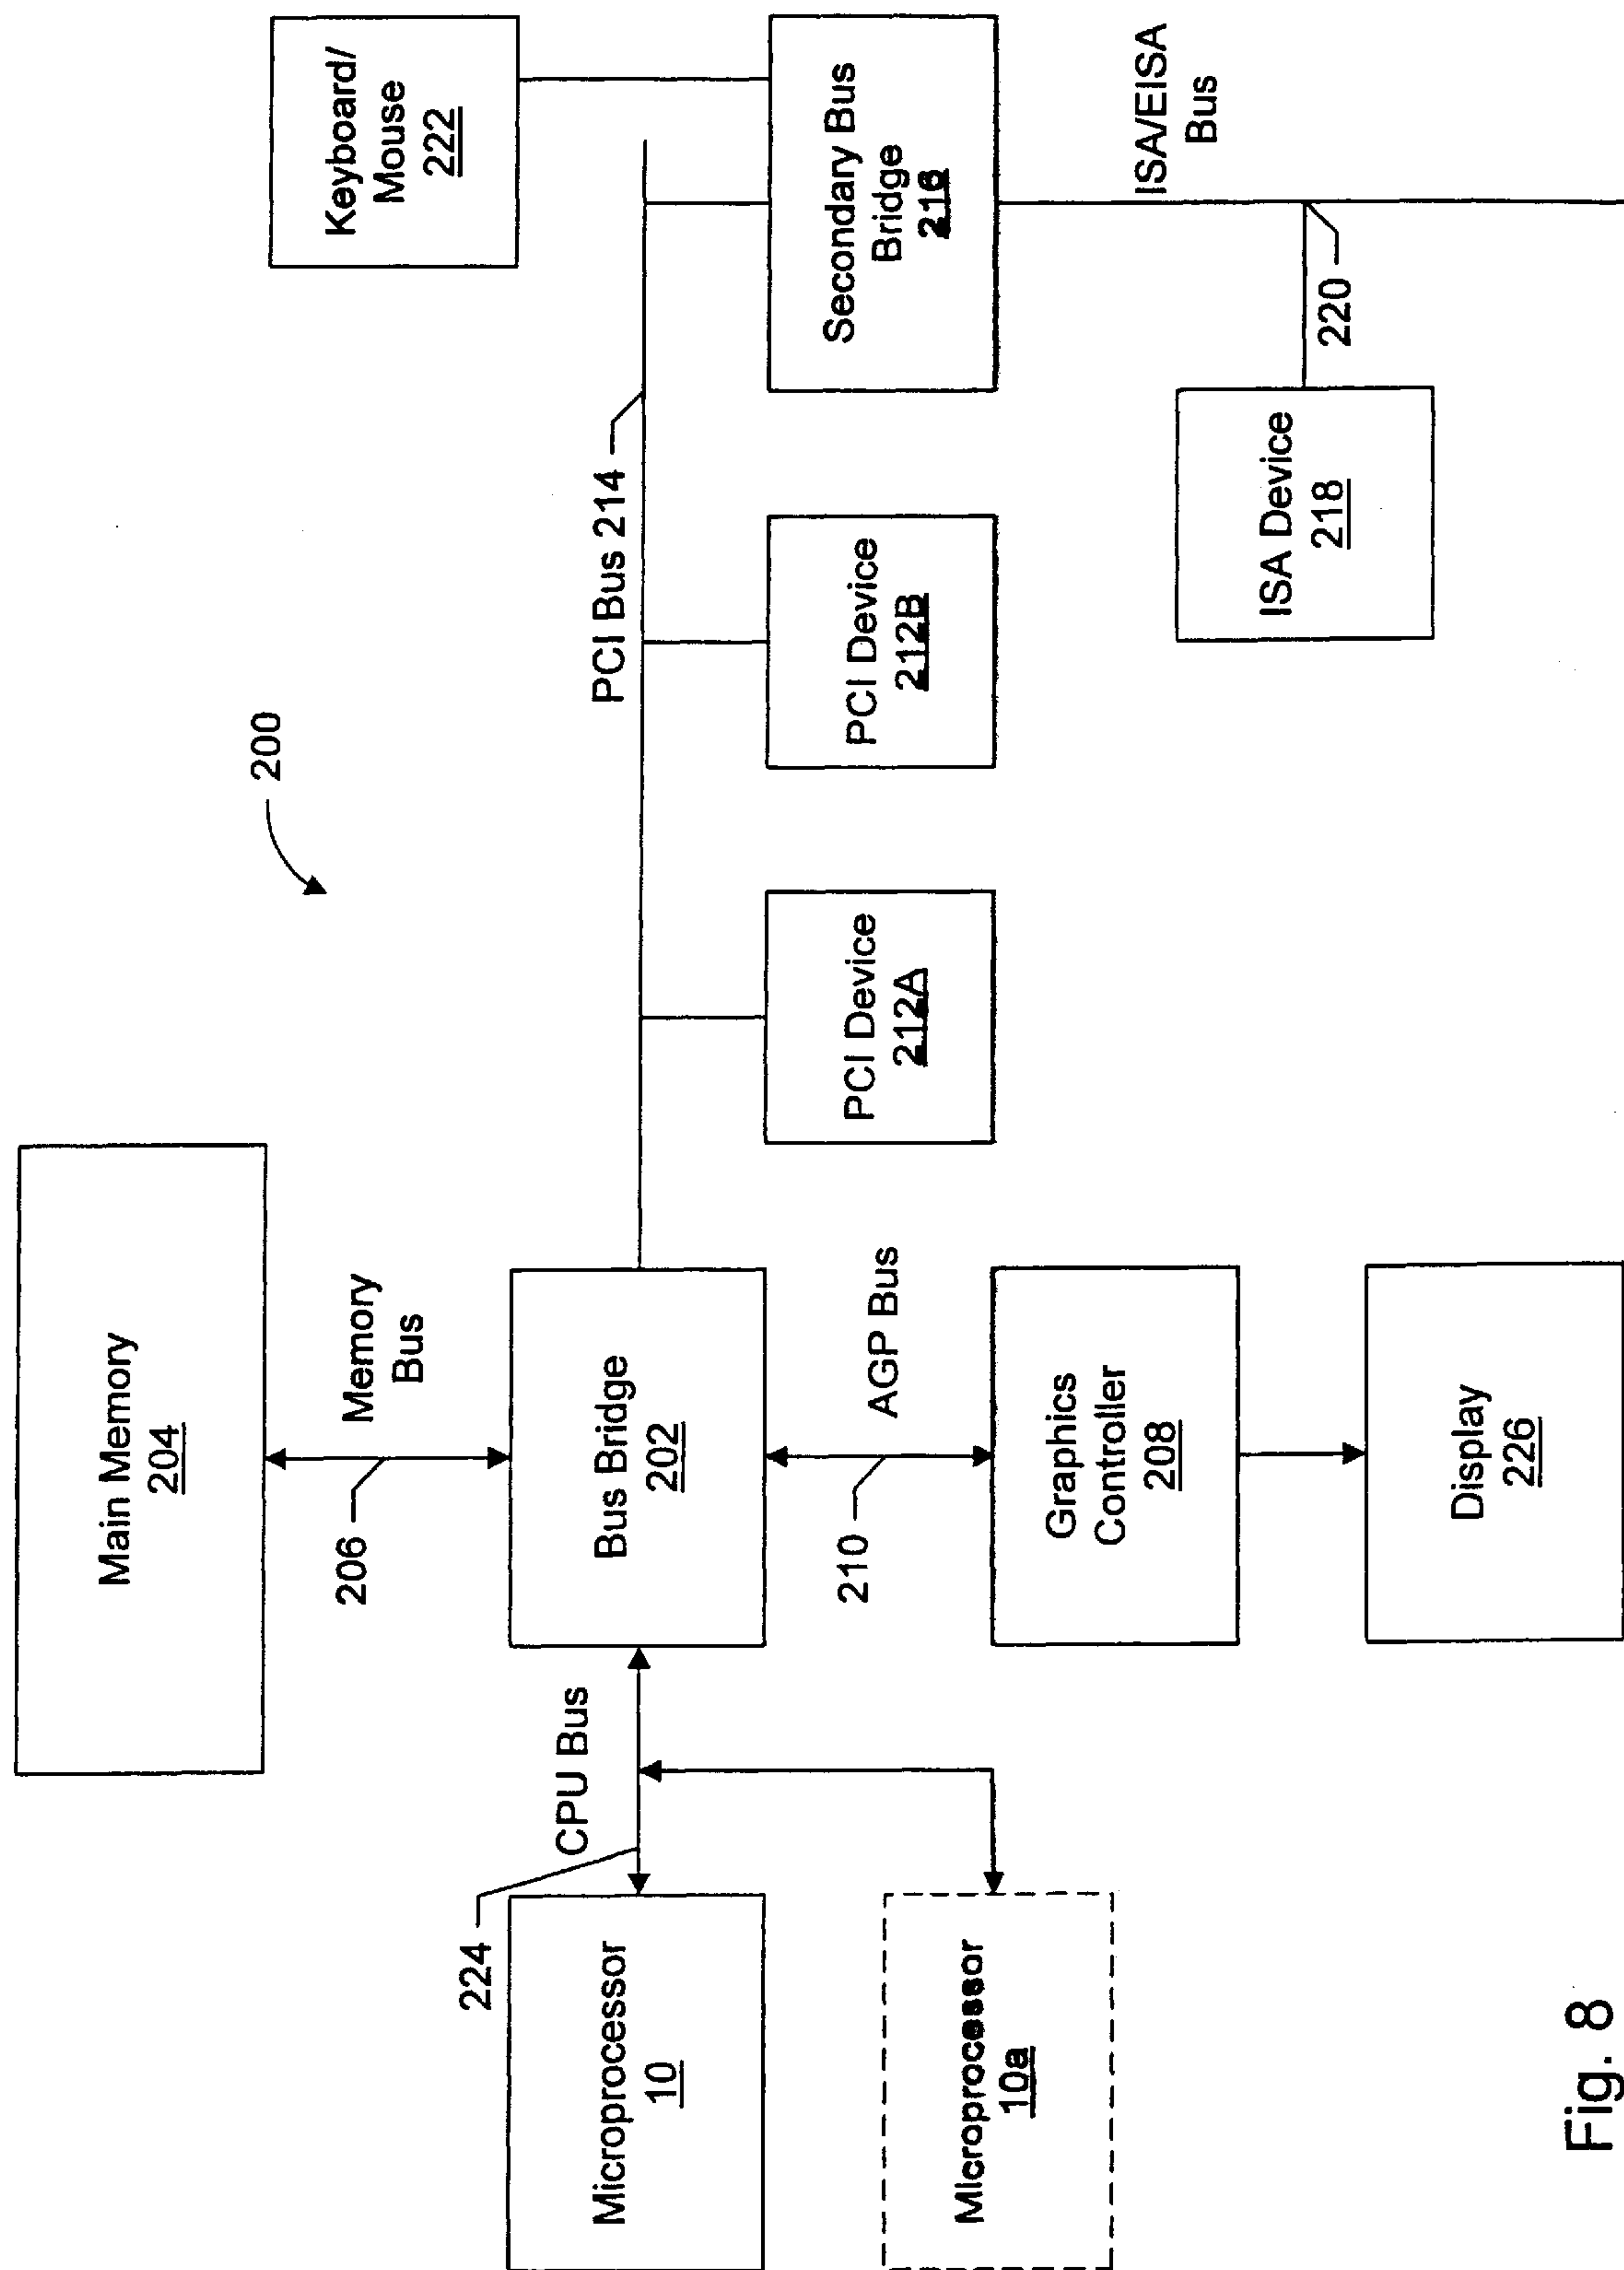 Main Memory
204
206
Memory
Bus
200
Keyboard/
Mouse
222
224
CPU Bus
PCI Bus 214
Microprocessor
10
Bus Bridge
202
Microprocessor
10a
210
AGP Bus
PCI Device
212A
PCI Device
212B
Secondary Bus
Bridge
216
Graphics
Controller
208
ISA Device
218
220
ISA/EISA
Bus
Display
226
Fig. 8